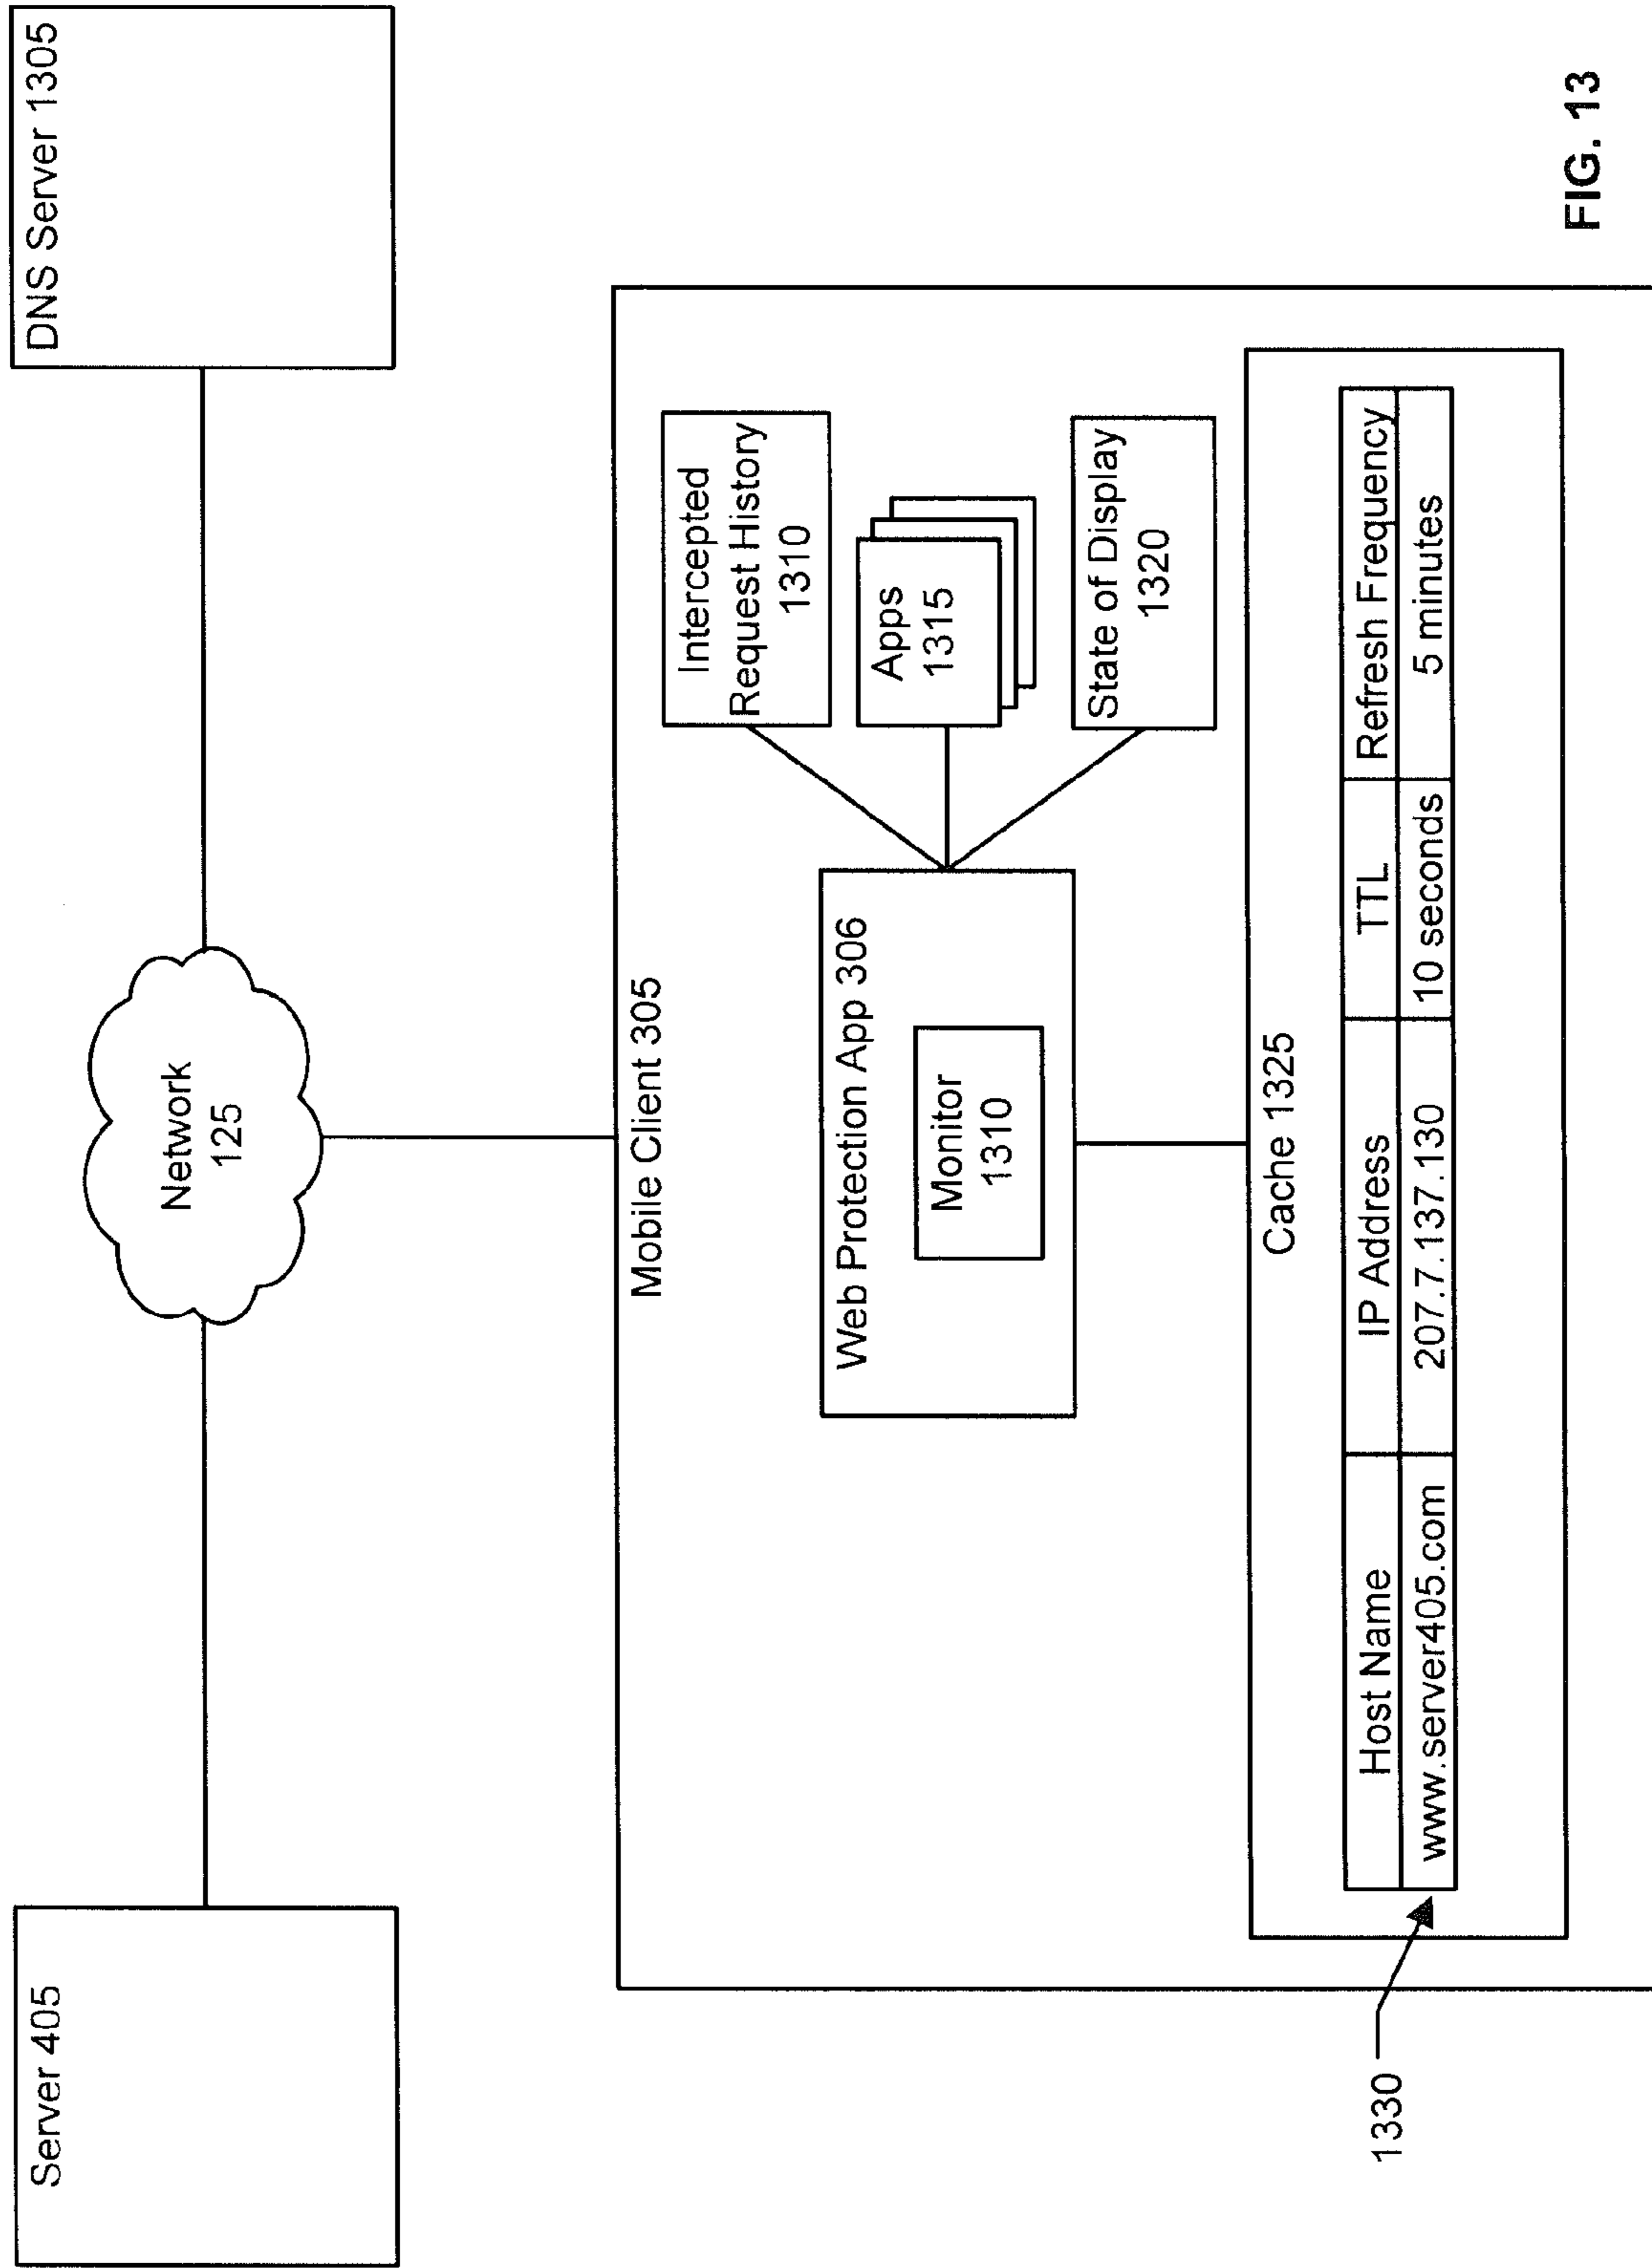 Server 405
Network
125
DNS Server 1305
Mobile Client 305
Web Protection App 306
Monitor
1310
Intercepted
Request History
1310
Apps
1315
State of Display
1320
Cache 1325
Host Name IP Address TTL Refresh Frequency
www.server405.com 207.7.137.130 10 seconds 5 minutes
1330
FIG. 13